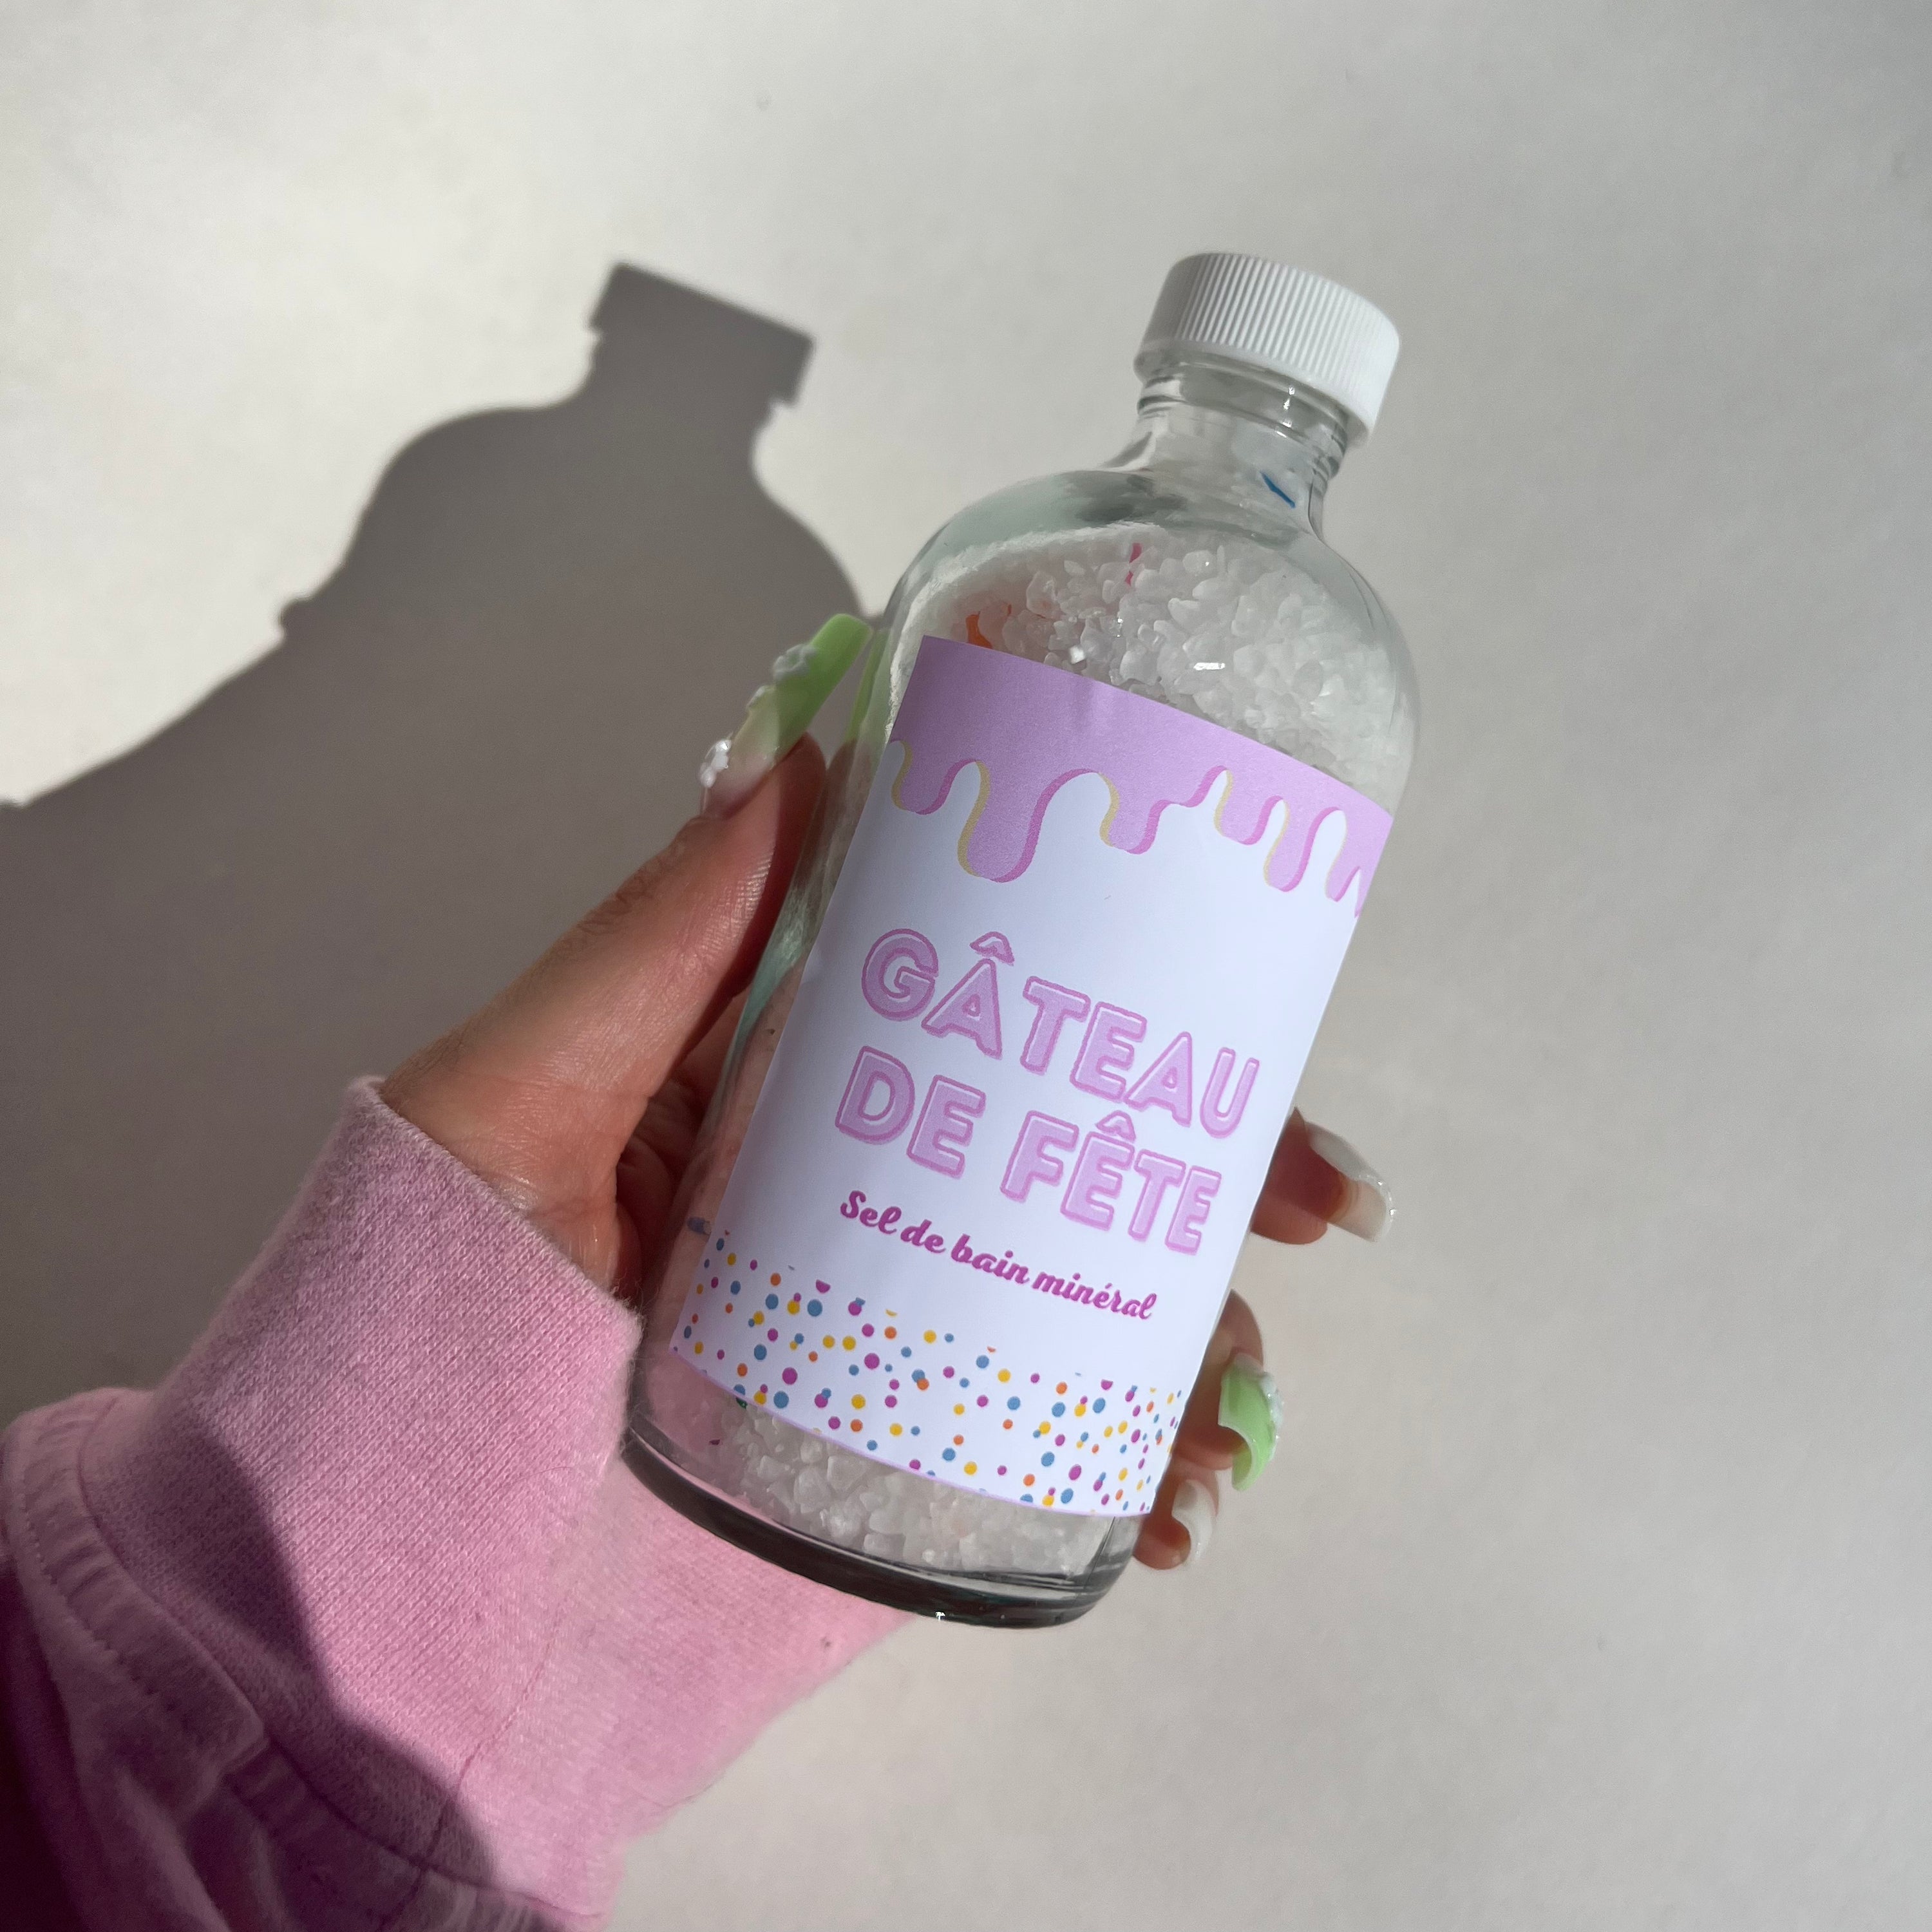 GÂTEAU
DE FÊTE
Sel de bain minéral